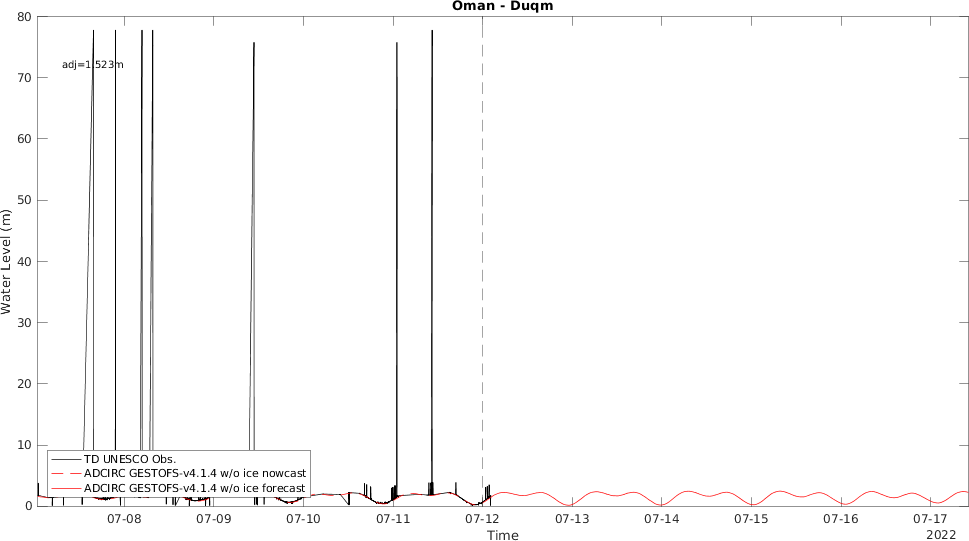 Oman - Duqm
80
70
60
50
40
30
20
10
0
Water Level (m)
adj=1.523m
TD UNESCO Obs.
ADCIRC GESTOFS-v4.1.4 w/o ice nowcast
ADCIRC GESTOFS-v4.1.4 w/o ice forecast
07-08 07-09 07-10 07-11 07-12 07-13 07-14 07-15 07-16 07-17
Time
2022